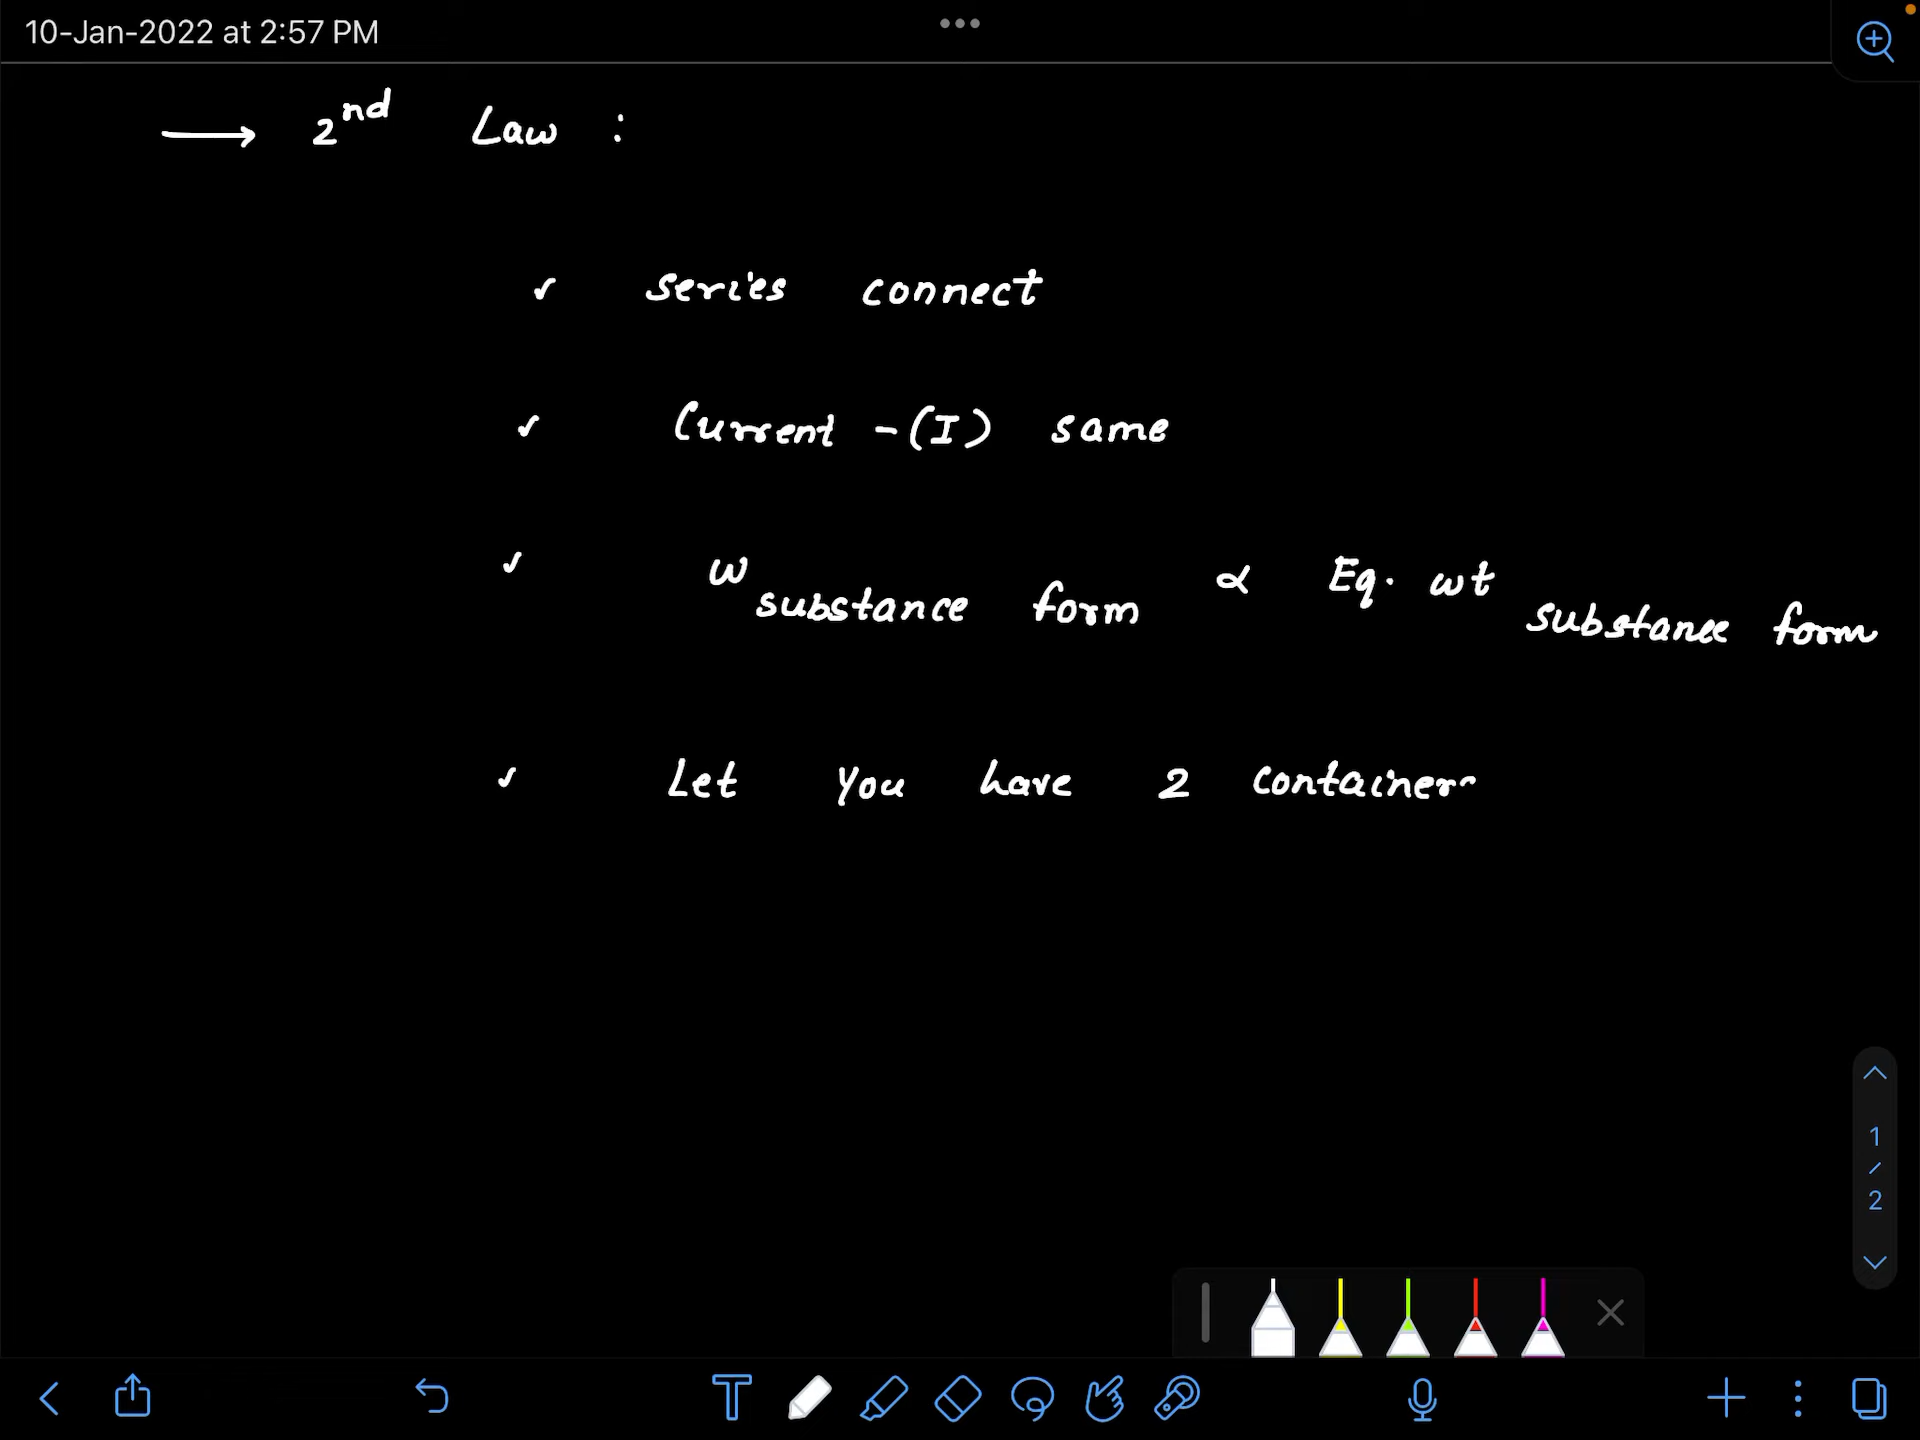 10-Jan-2022 at 2:57 PM
→ 2nd Law :
✓ series connect
✓ Current -(I) same
✓ W substance form ∝ Eq. wt substance form
✓ Let you have 2 container
1
/
2